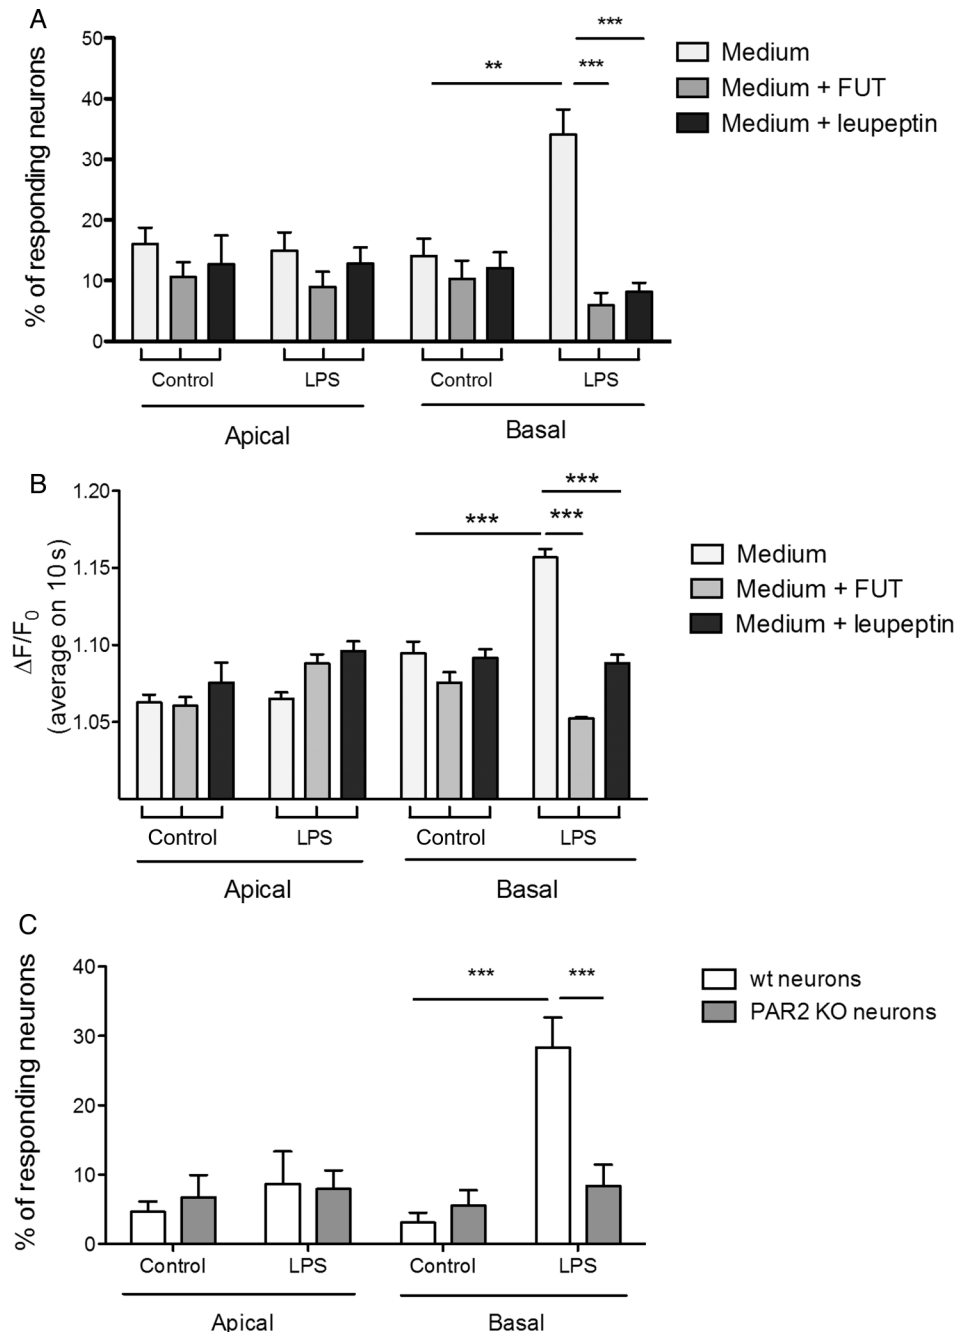 A
% of responding neurons
50
40
30
20
10
0
**
***
***
Medium
Medium + FUT
Medium + leupeptin
Control
LPS
Control
LPS
Apical
Basal
B
ΔF/F0
(average on 10 s)
1.20
1.15
1.10
1.05
***
***
***
Medium
Medium + FUT
Medium + leupeptin
Control
LPS
Control
LPS
Apical
Basal
C
% of responding neurons
40
30
20
10
0
***
***
wt neurons
PAR2 KO neurons
Control
LPS
Control
LPS
Apical
Basal